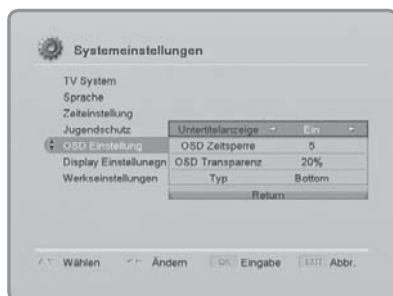 Systemeinstellungen
TV System
Sprache
Zeiteinstellung
Jugendschutz
Untertitelanzeige Ein
OSD Einstellung
OSD Zeitsperre 5
Display Einstellunegn
OSD Transparenz 20%
Werkseinstellungen
Typ Bottom
Return
Wählen Ändern OK Eingabe EXIT Abbr.